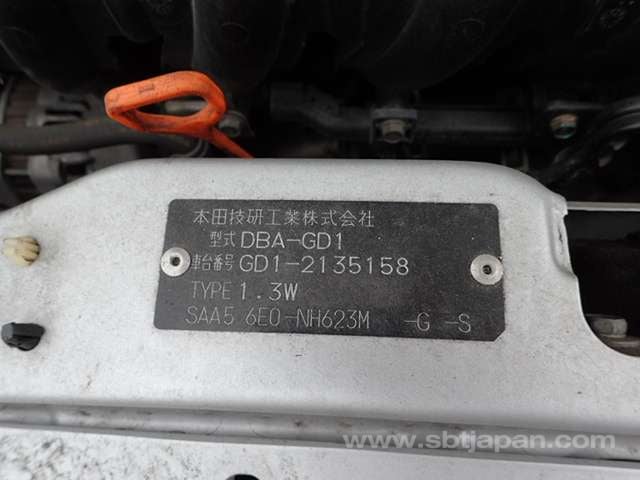 本田技研工業株式会社
型式 DBA-GD1
車台番号 GD1-2135158
TYPE 1.3W
SAA5 6E0-NH623M -G -S
www.sbtjapan.com